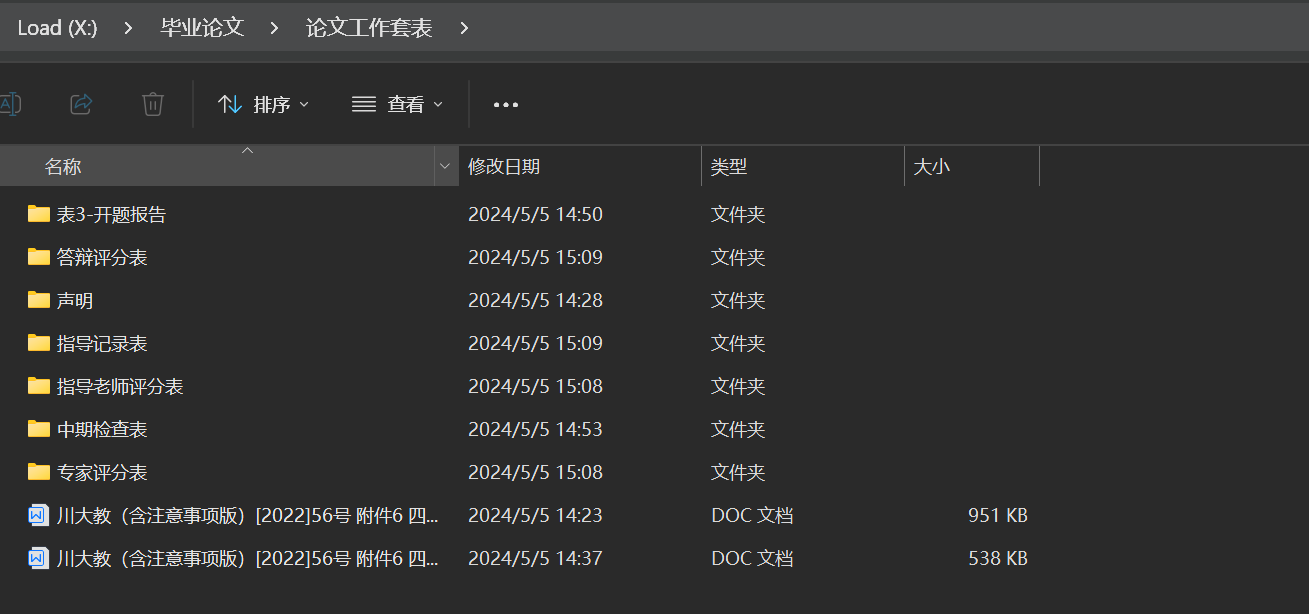 Load (X:) > 毕业论文 > 论文工作套表 >
排序 查看 •••
名称 修改日期 类型 大小
表3-开题报告 2024/5/5 14:50 文件夹
答辩评分表 2024/5/5 15:09 文件夹
声明 2024/5/5 14:28 文件夹
指导记录表 2024/5/5 15:09 文件夹
指导老师评分表 2024/5/5 15:08 文件夹
中期检查表 2024/5/5 14:53 文件夹
专家评分表 2024/5/5 15:08 文件夹
川大教（含注意事项版）[2022]56号 附件6 四... 2024/5/5 14:23 DOC 文档 951 KB
川大教（含注意事项版）[2022]56号 附件6 四... 2024/5/5 14:37 DOC 文档 538 KB